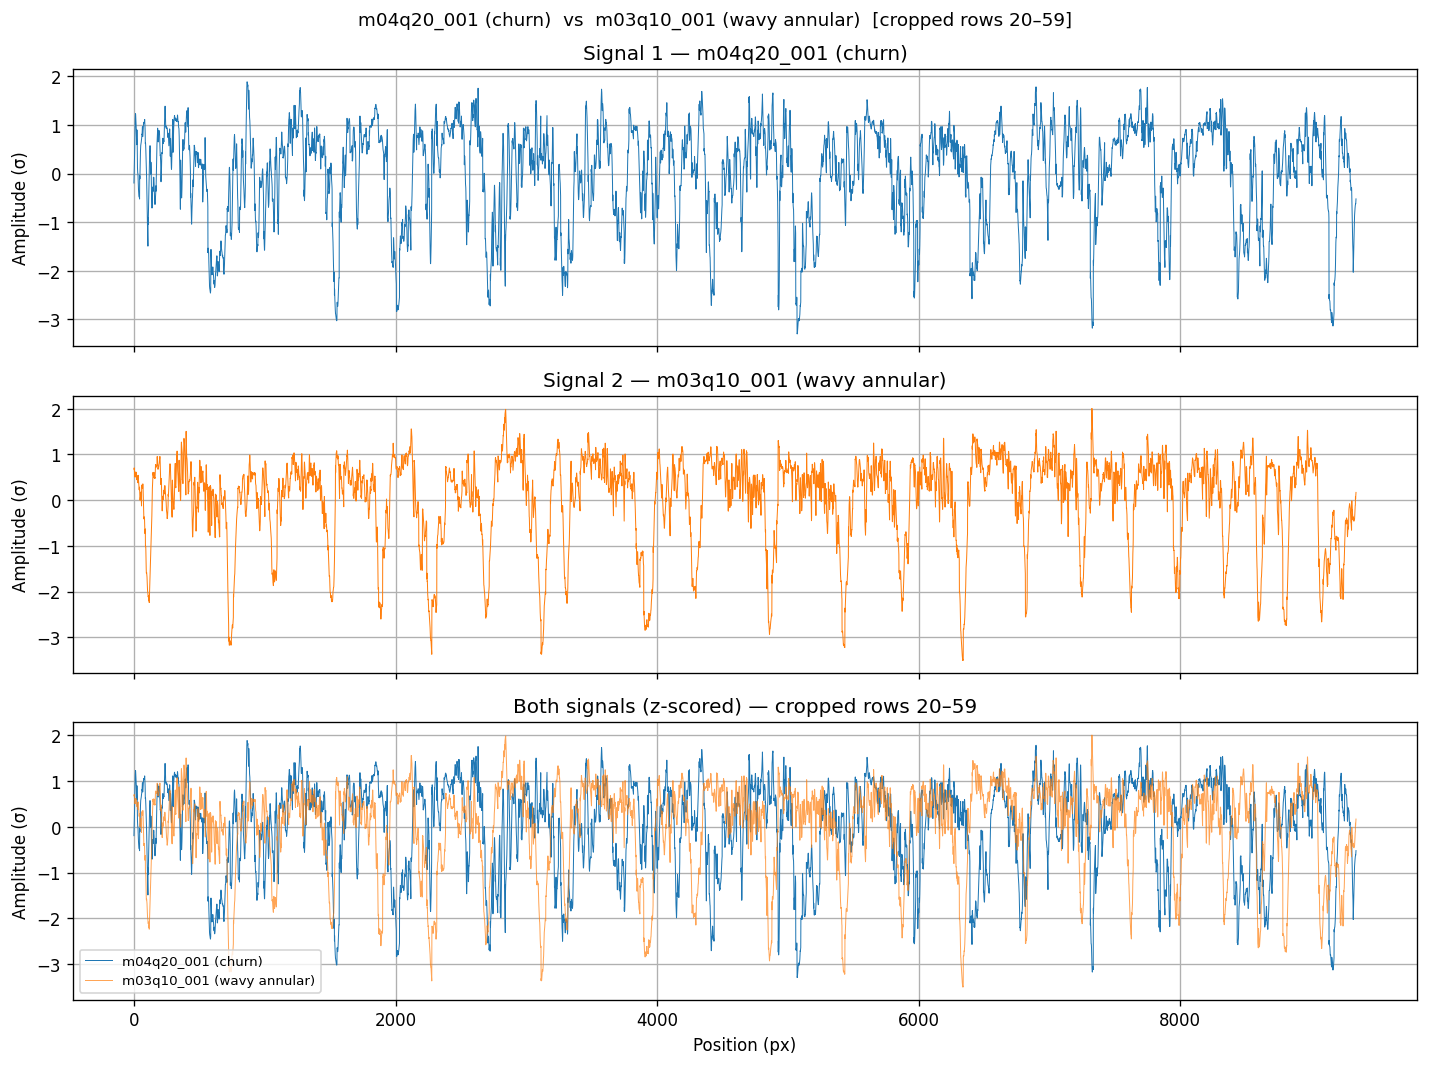 m04q20_001 (churn)  vs  m03q10_001 (wavy annular)  [cropped rows 20–59]
Signal 1 — m04q20_001 (churn)
Amplitude (σ)
2
1
0
−1
−2
−3
Signal 2 — m03q10_001 (wavy annular)
Amplitude (σ)
2
1
0
−1
−2
−3
Both signals (z-scored) — cropped rows 20–59
Amplitude (σ)
2
1
0
−1
−2
−3
m04q20_001 (churn)
m03q10_001 (wavy annular)
0 2000 4000 6000 8000
Position (px)